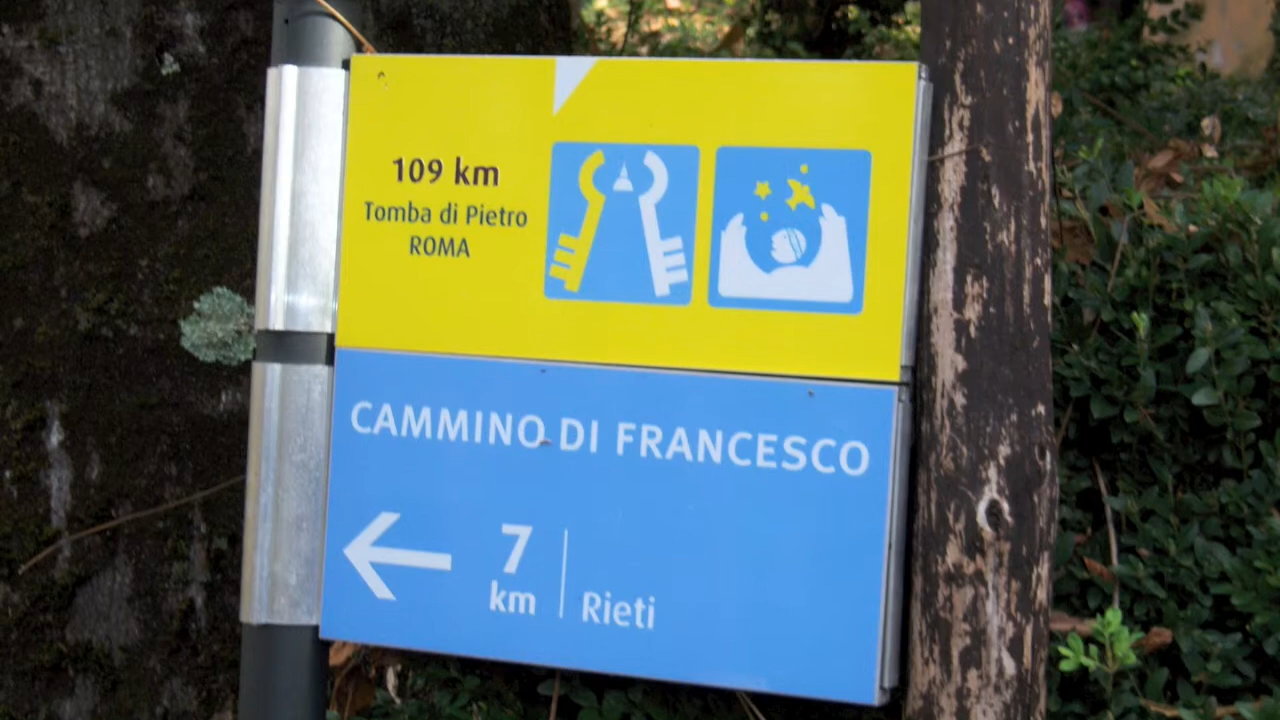 109 km
Tomba di Pietro
ROMA
CAMMINO DI FRANCESCO
7
km
Rieti